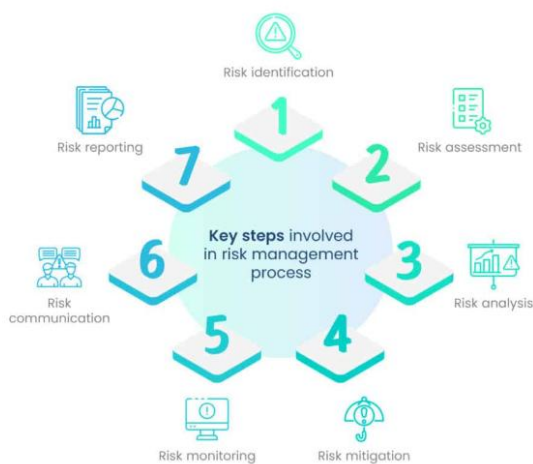 Risk identification
1
Risk assessment
2
Risk analysis
3
Risk mitigation
4
Risk monitoring
5
Risk
communication
6
Risk reporting
7
Key steps involved
in risk management
process